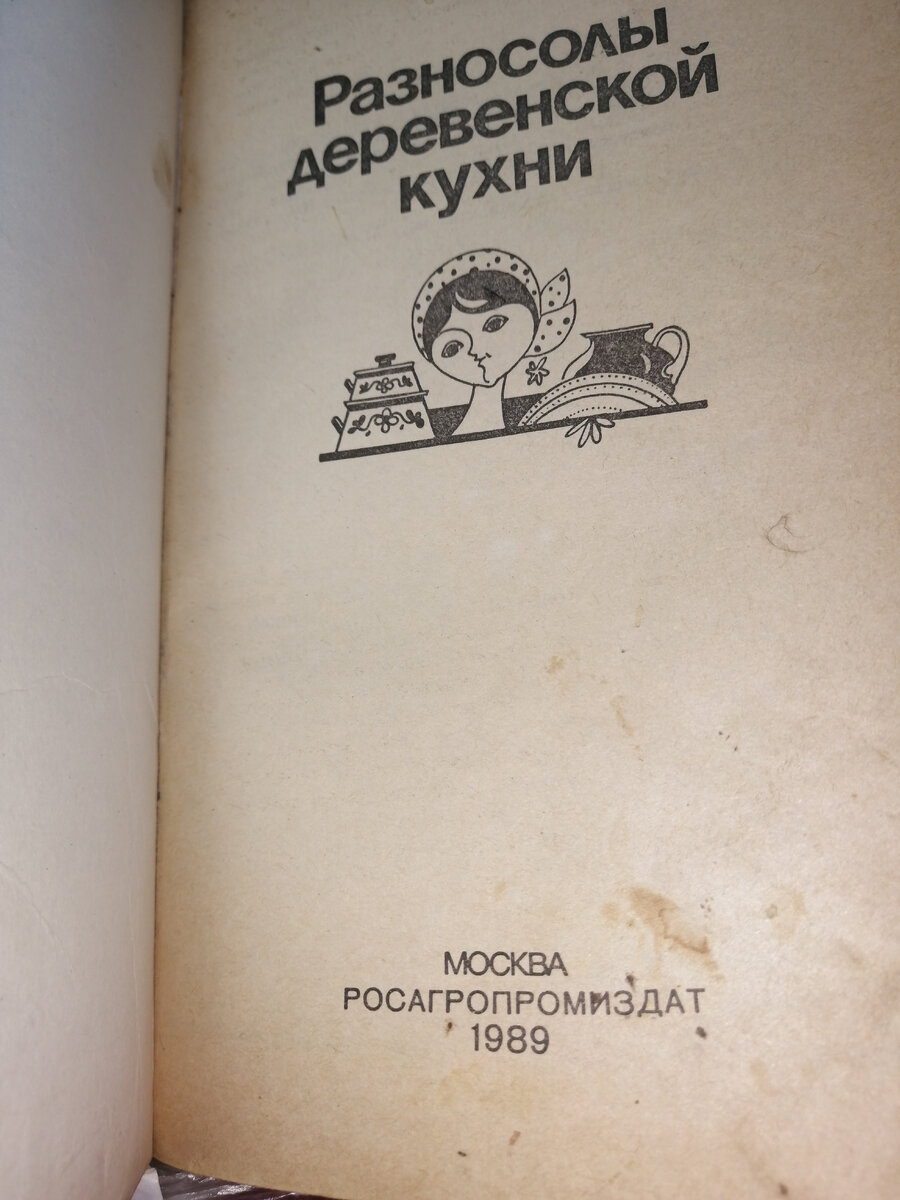 Разносолы
деревенской
кухни
МОСКВА
РОСАГРОПРОМИЗДАТ
1989